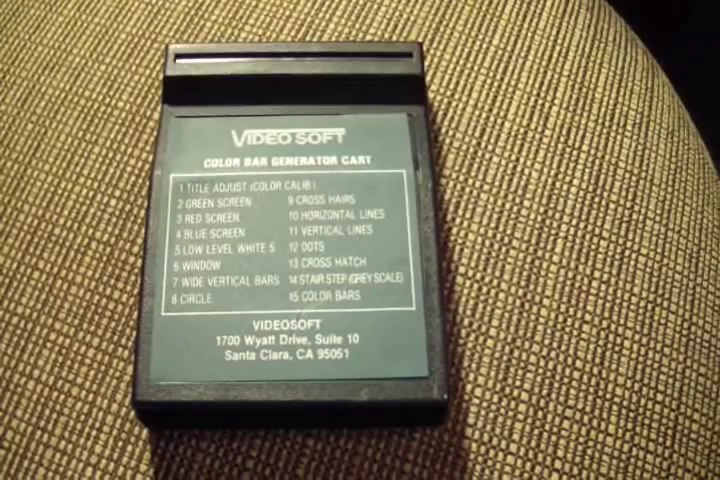 VIDEO SOFT
COLOR BAR GENERATOR CART
1 TITLE ADJUST (COLOR CALIB)
2 GREEN SCREEN
3 RED SCREEN
4 BLUE SCREEN
5 LOW LEVEL WHITE S
6 WINDOW
7 WIDE VERTICAL BARS
8 CIRCLE
9 CROSS HAIRS
10 HORIZONTAL LINES
11 VERTICAL LINES
12 DOTS
13 CROSS HATCH
14 STAIR STEP (GREY SCALE)
15 COLOR BARS
VIDEOSOFT
1700 Wyatt Drive, Suite 10
Santa Clara, CA 95051